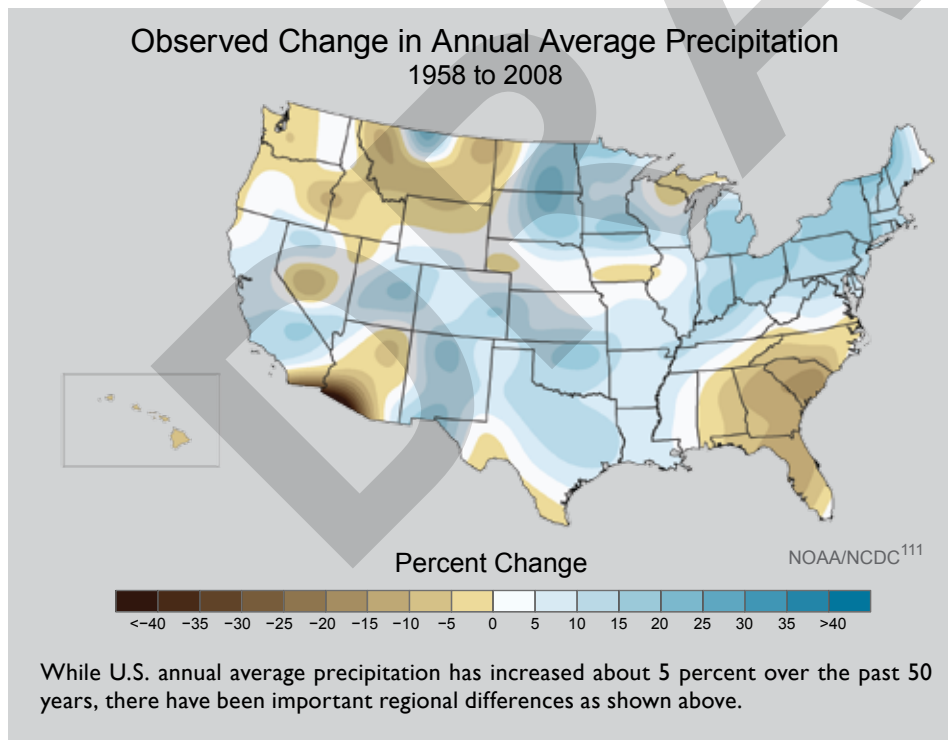 Observed Change in Annual Average Precipitation
1958 to 2008
Percent Change
NOAA/NCDC111
<−40 −35 −30 −25 −20 −15 −10 −5 0 5 10 15 20 25 30 35 >40
While U.S. annual average precipitation has increased about 5 percent over the past 50
years, there have been important regional differences as shown above.